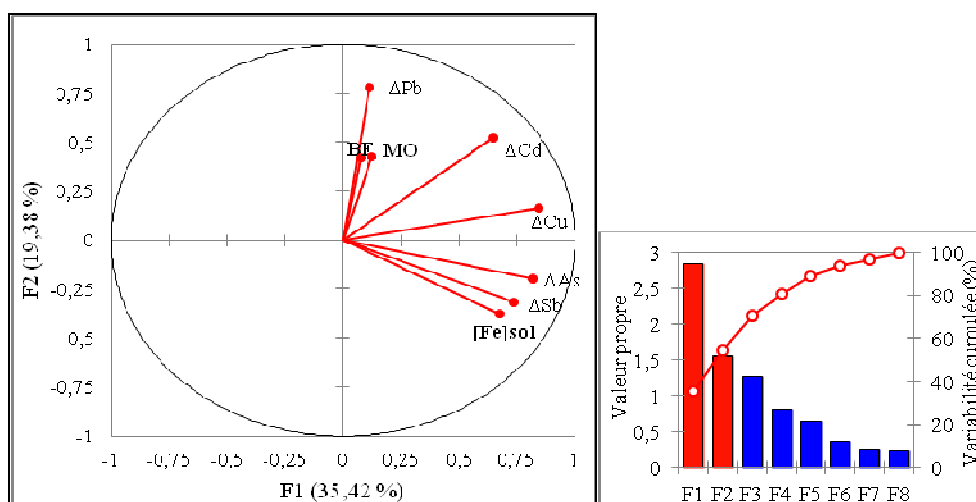 1
0,75
0,5
0,25
0
-0,25
-0,5
-0,75
-1
F2 (19,38 %)
ΔPb
BF MO
ΔCd
ΔCu
ΔAs
ΔSb
[Fe]sol
-1 -0,75 -0,5 -0,25 0 0,25 0,5 0,75 1
F1 (35,42 %)
3
2,5
2
1,5
1
0,5
0
Valeur propre
100
80
60
40
20
0
Variabilité cumulée (%)
F1 F2 F3 F4 F5 F6 F7 F8